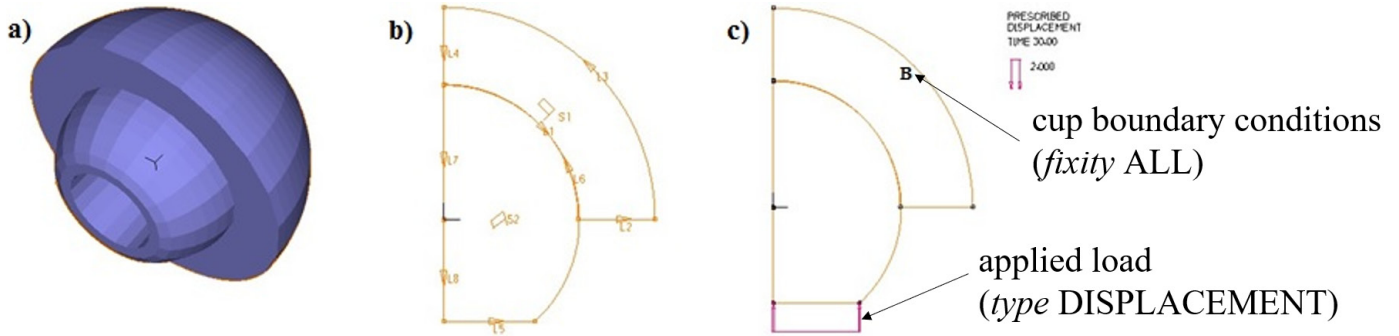 a)
b)
L4
L3
S1
L1
L7
L6
S2
L2
L8
L5
c)
PRESCRIBED
DISPLACEMENT
TIME 30.00
2.000
B
cup boundary conditions
(fixity ALL)
applied load
(type DISPLACEMENT)